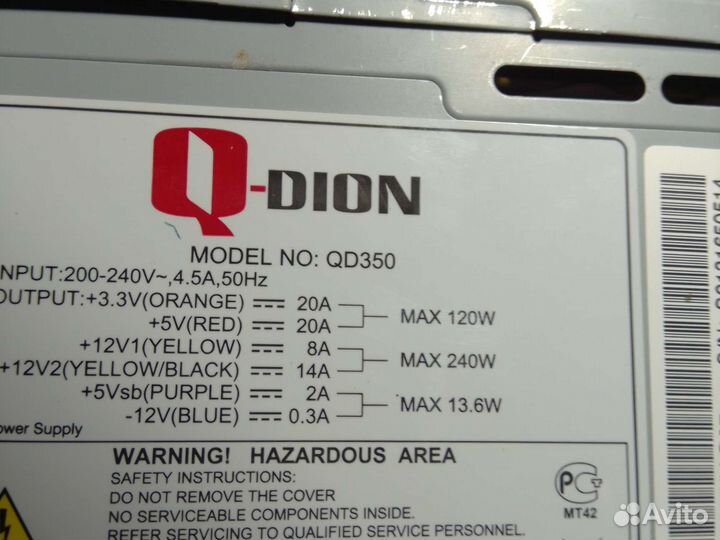 Q-DION
MODEL NO: QD350
INPUT:200-240V~,4.5A,50Hz
OUTPUT:+3.3V(ORANGE) 20A
MAX 120W
+5V(RED) 20A
+12V1(YELLOW) 8A
MAX 240W
+12V2(YELLOW/BLACK) 14A
+5Vsb(PURPLE) 2A
MAX 13.6W
-12V(BLUE) 0.3A
Power Supply
WARNING! HAZARDOUS AREA
SAFETY INSTRUCTIONS:
DO NOT REMOVE THE COVER
NO SERVICEABLE COMPONENTS INSIDE.
REFER SERVICING TO QUALIFIED SERVICE PERSONNEL.
МТ42
Avito